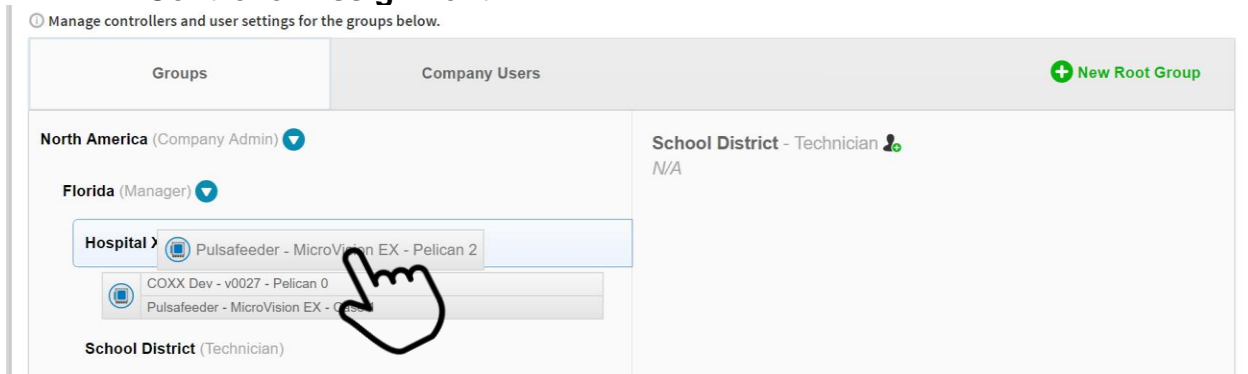 Manage controllers and user settings for the groups below.
Groups
Company Users
New Root Group
North America (Company Admin)
School District - Technician
N/A
Florida (Manager)
Hospital X
Pulsafeeder - MicroVision EX - Pelican 2
COXX Dev - v0027 - Pelican 0
Pulsafeeder - MicroVision EX -
School District (Technician)